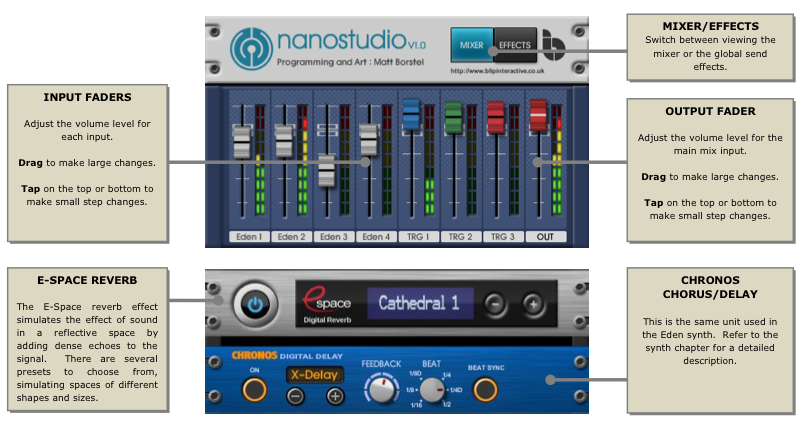 INPUT FADERS
Adjust the volume level for
each input.
Drag to make large changes.
Tap on the top or bottom to
make small step changes.
nanostudio V1.0
Programming and Art : Matt Borstel
MIXER
EFFECTS
http://www.blipinteractive.co.uk
Eden 1
Eden 2
Eden 3
Eden 4
TRG 1
TRG 2
TRG 3
OUT
MIXER/EFFECTS
Switch between viewing the
mixer or the global send
effects.
OUTPUT FADER
Adjust the volume level for the
main mix input.
Drag to make large changes.
Tap on the top or bottom to
make small step changes.
E-SPACE REVERB
The E-Space reverb effect
simulates the effect of sound
in a reflective space by
adding dense echoes to the
signal. There are several
presets to choose from,
simulating spaces of different
shapes and sizes.
e space
Digital Reverb
Cathedral 1
CHRONOS DIGITAL DELAY
ON
X-Delay
FEEDBACK
BEAT
1/8D
1/4
1/8
1/4D
1/16
1/2
BEAT SYNC
CHRONOS
CHORUS/DELAY
This is the same unit used in
the Eden synth. Refer to the
synth chapter for a detailed
description.